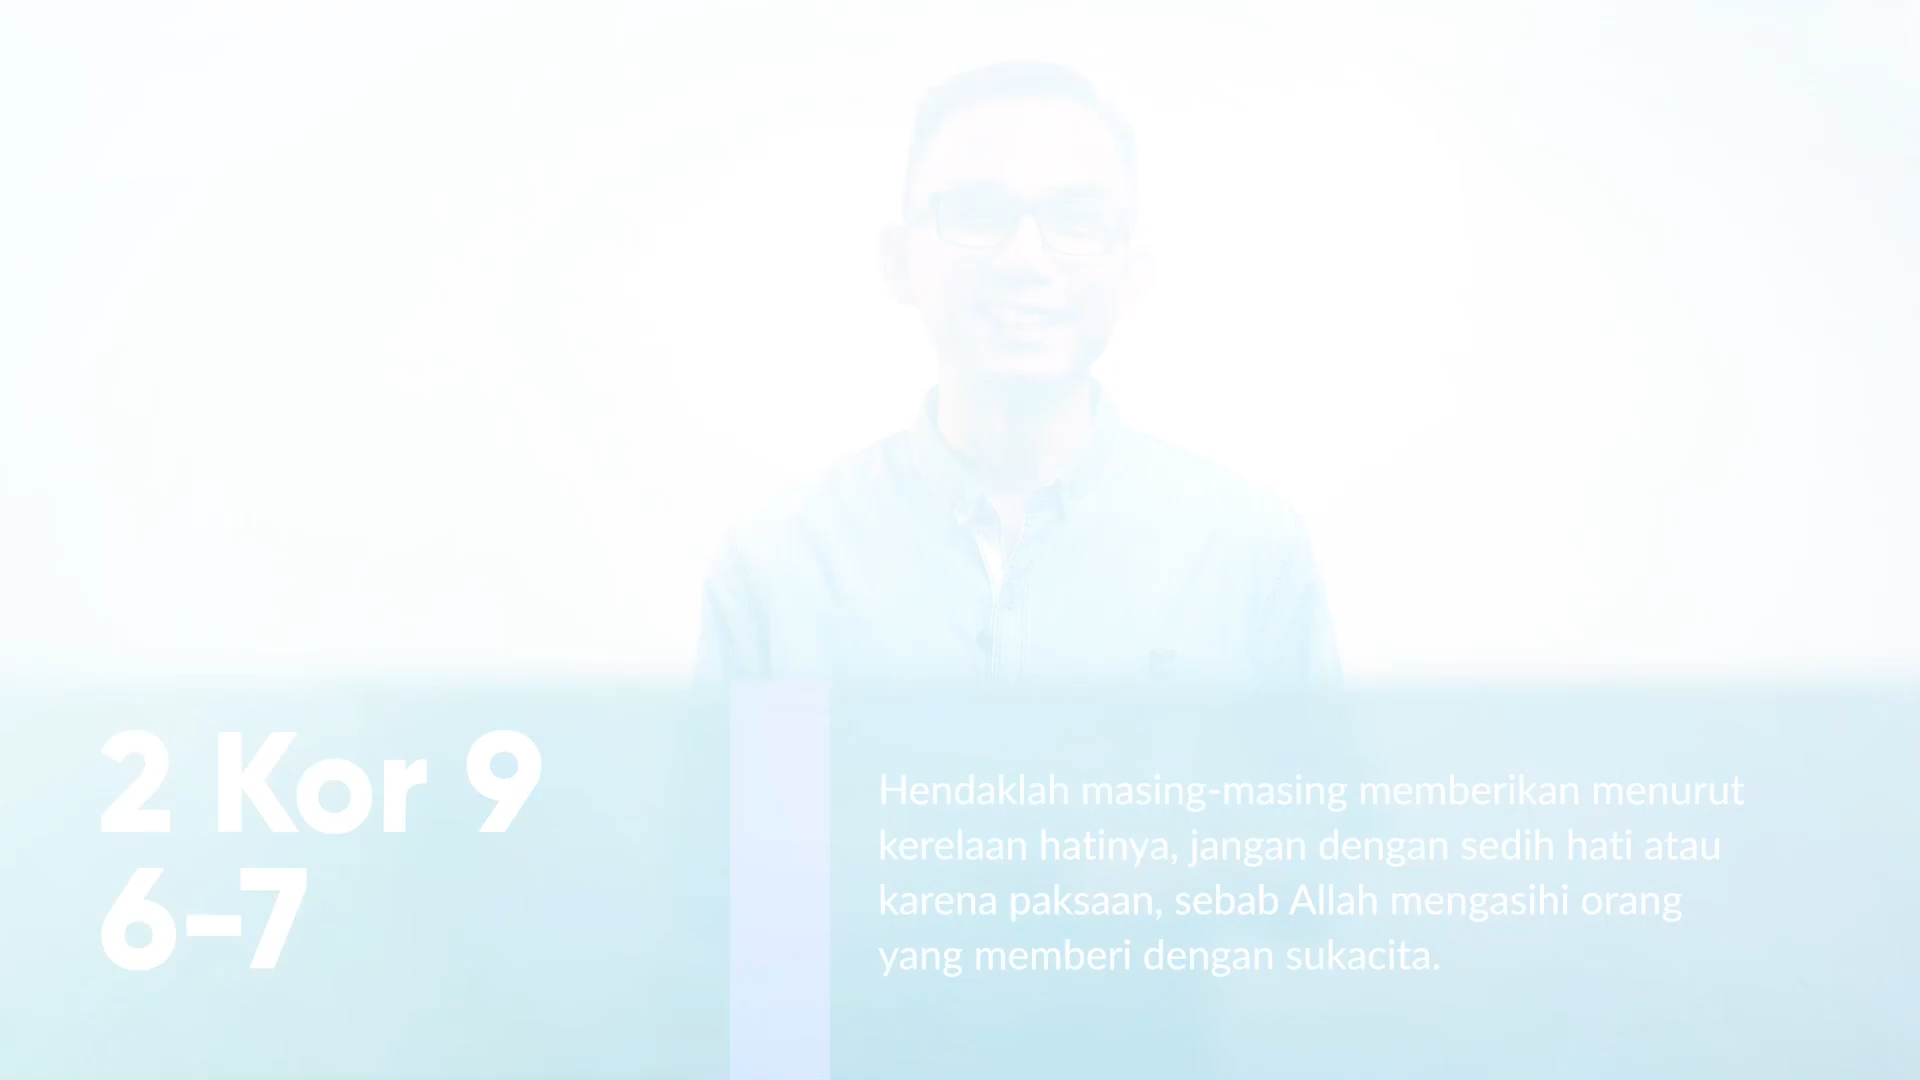 2 Kor 9
6-7
Hendaklah masing-masing memberikan menurut
kerelaan hatinya, jangan dengan sedih hati atau
karena paksaan, sebab Allah mengasihi orang
yang memberi dengan sukacita.